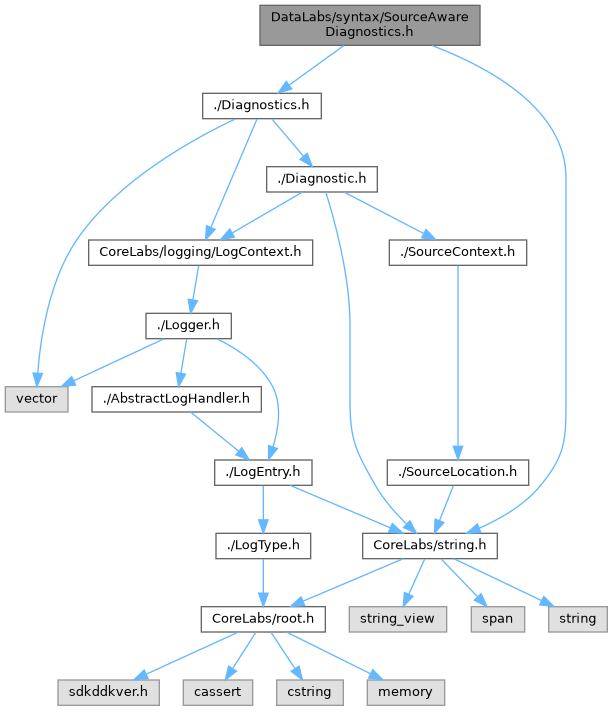 DataLabs/syntax/SourceAware
Diagnostics.h
./Diagnostics.h
./Diagnostic.h
CoreLabs/logging/LogContext.h
./SourceContext.h
./Logger.h
vector
./AbstractLogHandler.h
./LogEntry.h
./SourceLocation.h
./LogType.h
CoreLabs/string.h
CoreLabs/root.h
string_view
span
string
sdkddkver.h
cassert
cstring
memory